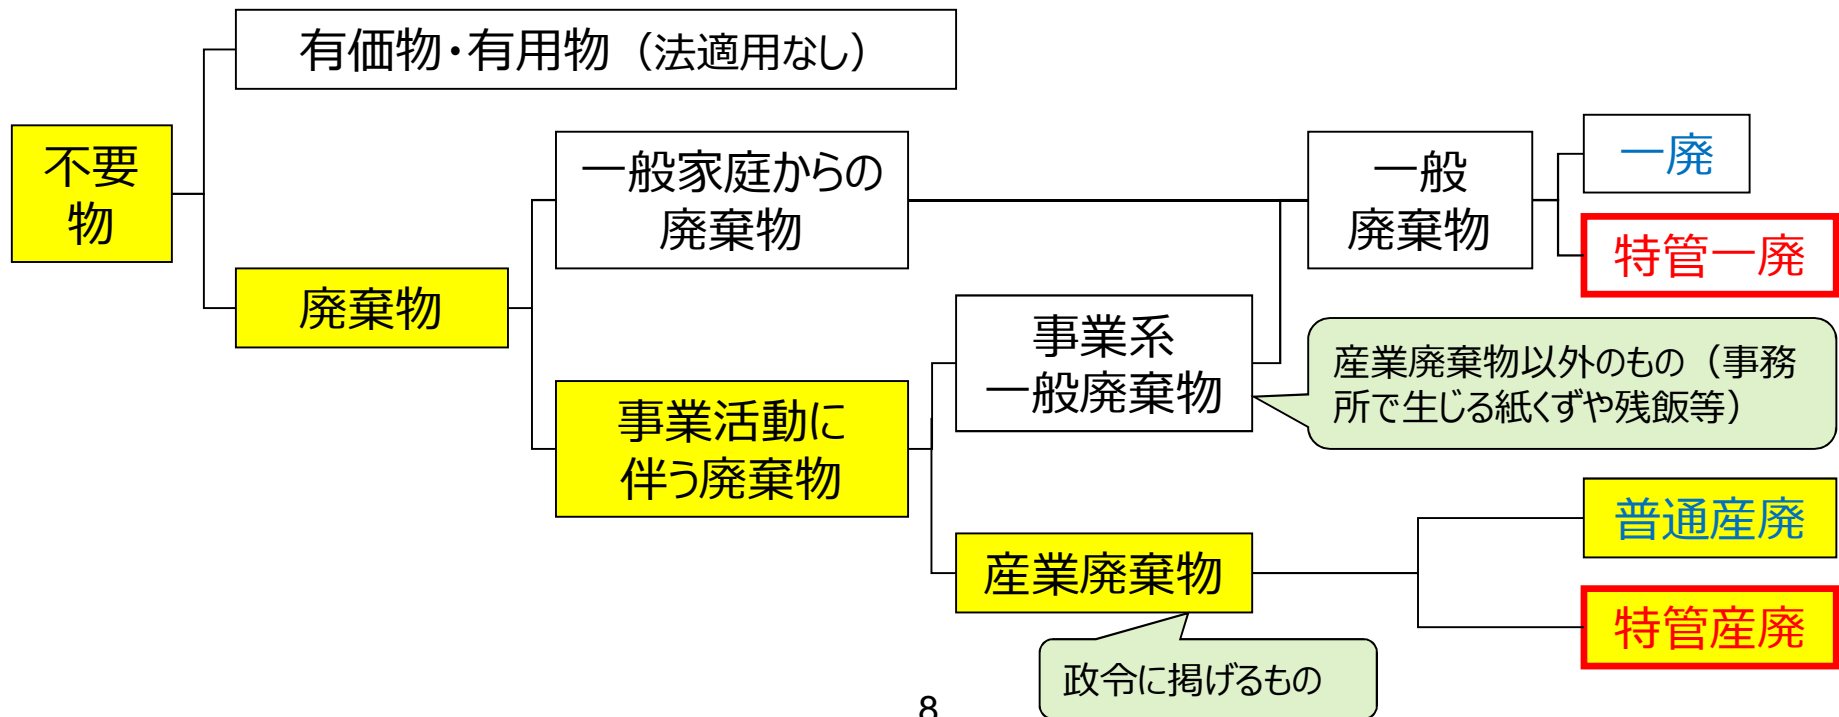 有価物・有用物（法適用なし）
不要
物
一般家庭からの
廃棄物
一般
廃棄物
一廃
特管一廃
廃棄物
事業系
一般廃棄物
産業廃棄物以外のもの（事務
所で生じる紙くずや残飯等）
事業活動に
伴う廃棄物
普通産廃
産業廃棄物
特管産廃
政令に掲げるもの
8